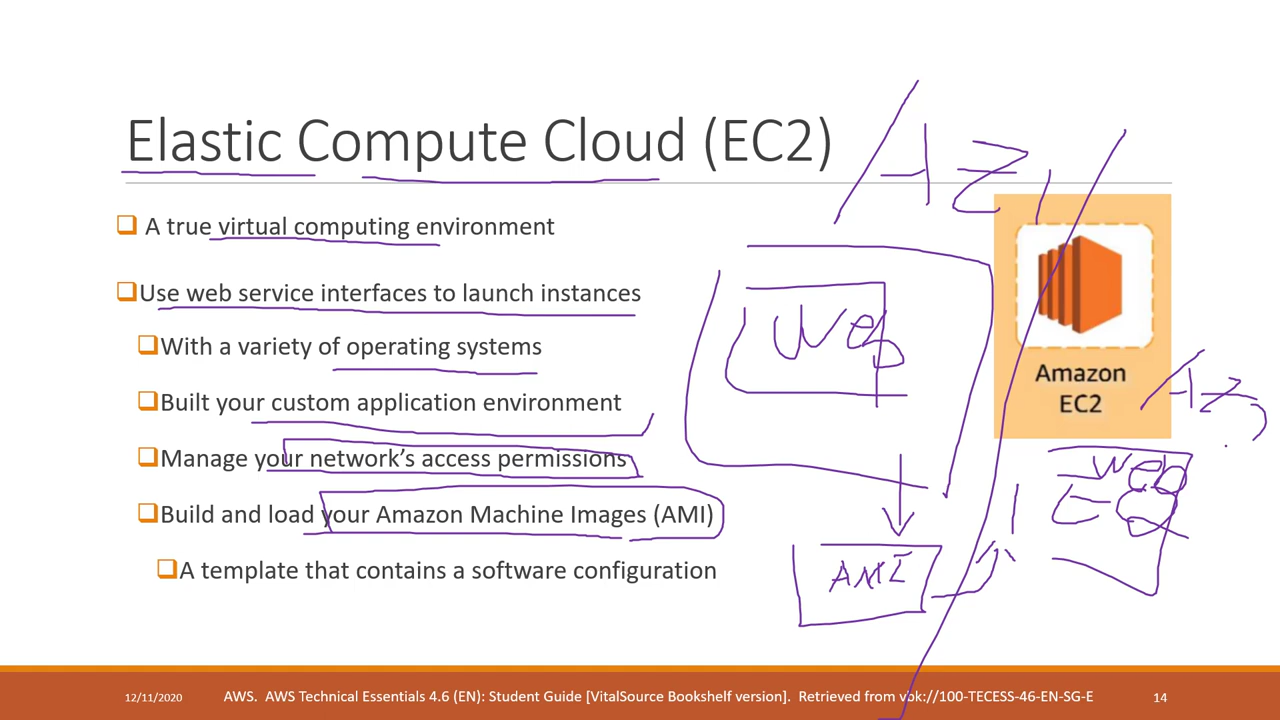 Elastic Compute Cloud (EC2)
A true virtual computing environment
Use web service interfaces to launch instances
With a variety of operating systems
Built your custom application environment
Manage your network's access permissions
Build and load your Amazon Machine Images (AMI)
A template that contains a software configuration
AZ,
Web
AMI
Amazon
EC2
AZ
Web
12/11/2020
AWS. AWS Technical Essentials 4.6 (EN): Student Guide [VitalSource Bookshelf version]. Retrieved from vbk://100-TECESS-46-EN-SG-E
14